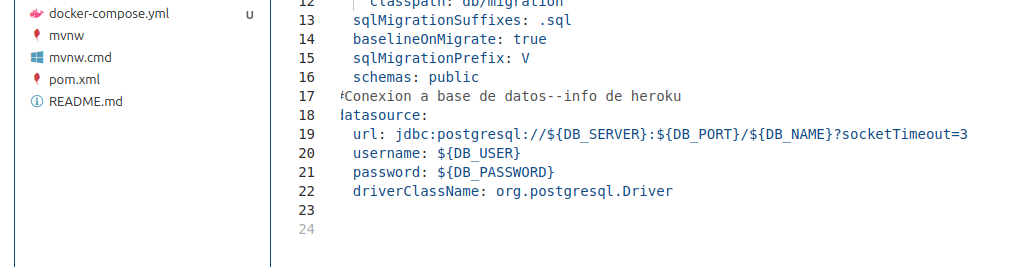 docker-compose.yml U
mvnw
mvnw.cmd
pom.xml
README.md
12 classpath: db/migration
13 sqlMigrationSuffixes: .sql
14 baselineOnMigrate: true
15 sqlMigrationPrefix: V
16 schemas: public
17 #Conexion a base de datos--info de heroku
18 datasource:
19 url: jdbc:postgresql://${DB_SERVER}:${DB_PORT}/${DB_NAME}?socketTimeout=3
20 username: ${DB_USER}
21 password: ${DB_PASSWORD}
22 driverClassName: org.postgresql.Driver
23
24